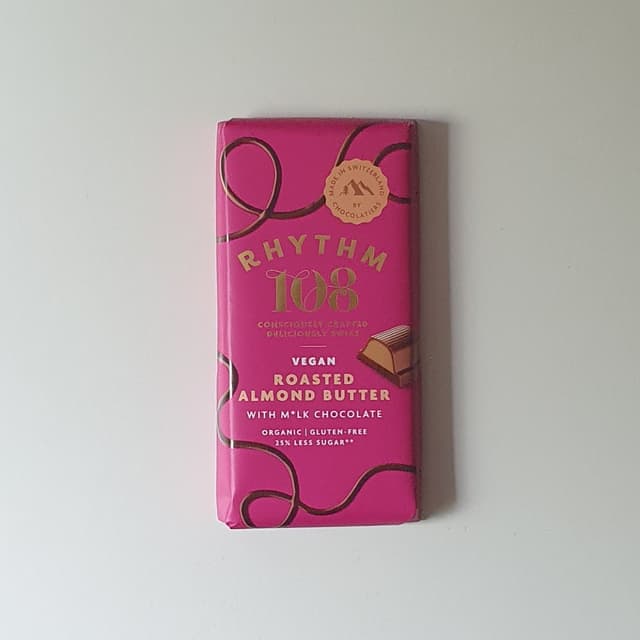 MADE IN SWITZERLAND
BY
CHOCOLATIERS
RHYTHM
108
CONSCIOUSLY CRAFTED
DELICIOUSLY SWISS
VEGAN
ROASTED
ALMOND BUTTER
WITH M*LK CHOCOLATE
ORGANIC | GLUTEN-FREE
25% LESS SUGAR**